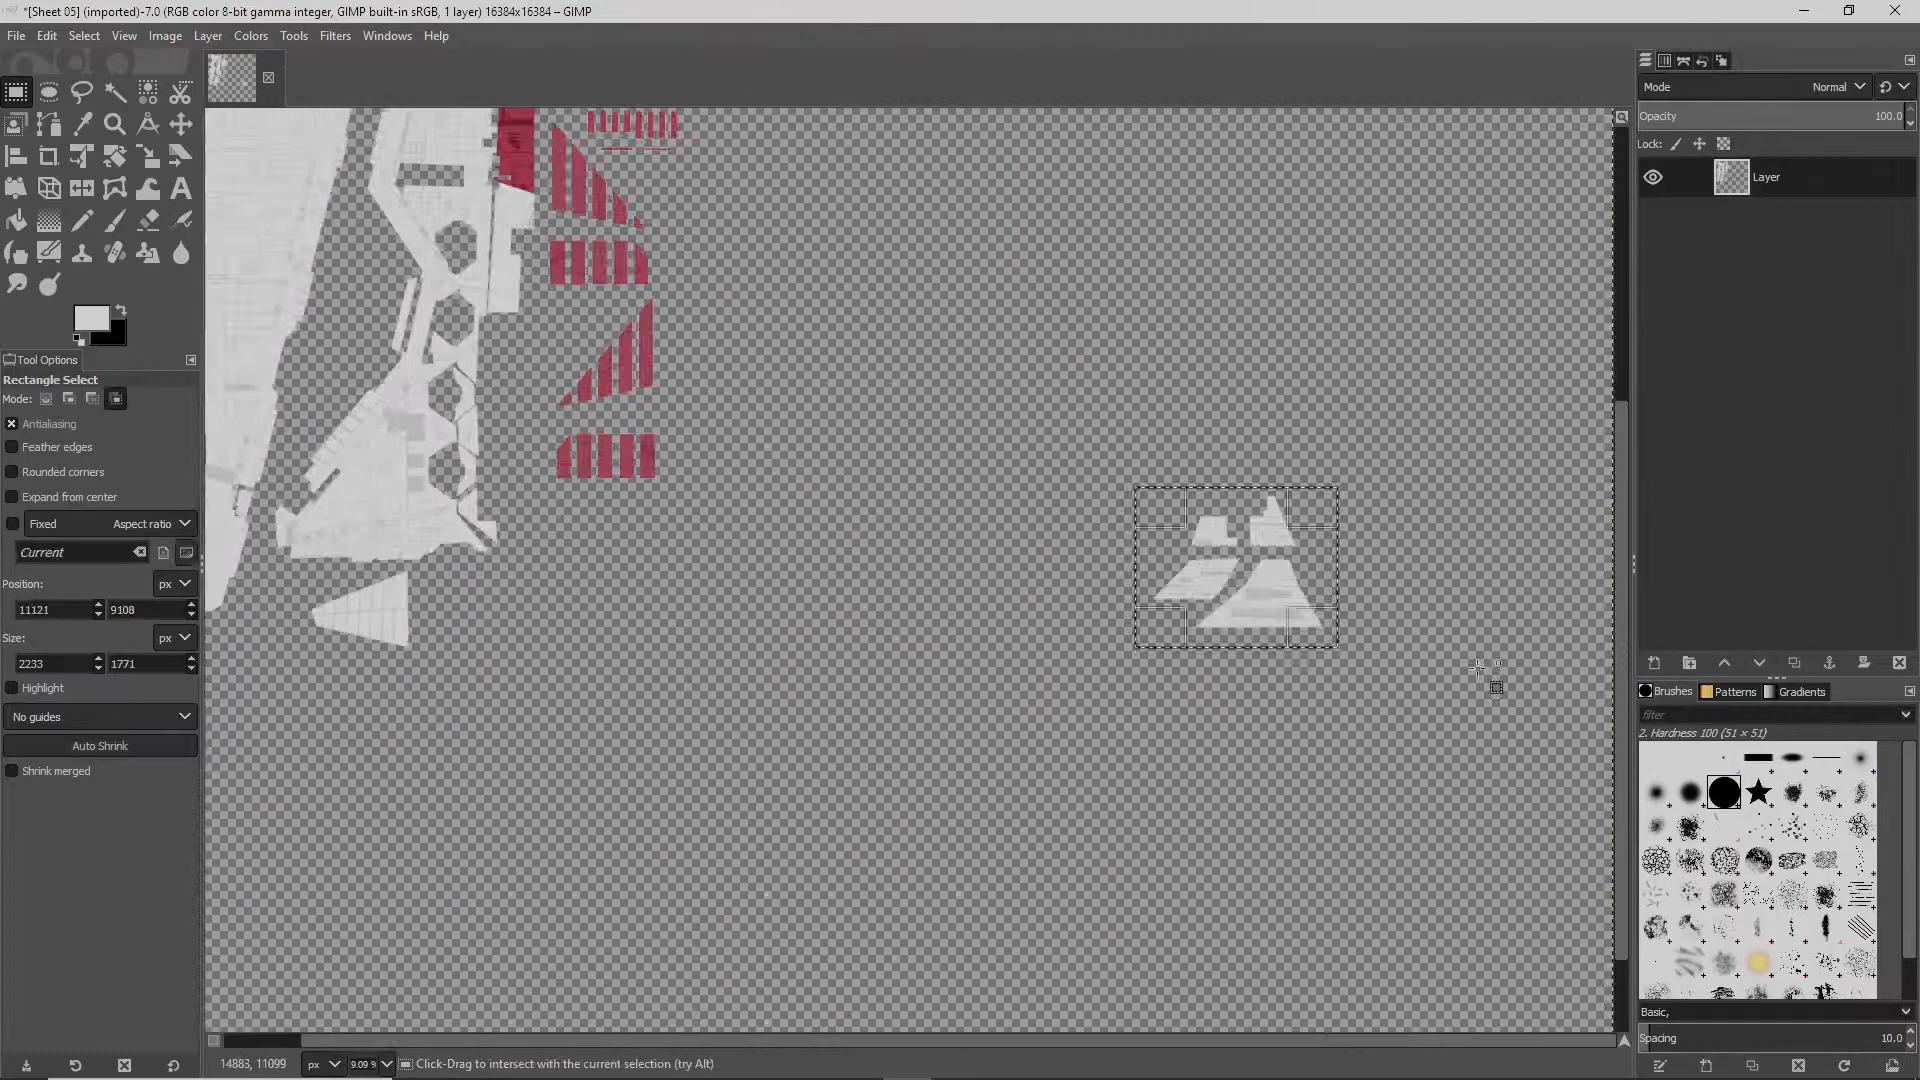 *[Sheet 05] (imported)-7.0 (RGB color 8-bit gamma integer, GIMP built-in sRGB, 1 layer) 16384x16384 – GIMP
File Edit Select View Image Layer Colors Tools Filters Windows Help
Mode Normal
Opacity 100.0
Lock:
Layer
Tool Options
Rectangle Select
Mode:
Antialiasing
Feather edges
Rounded corners
Expand from center
Fixed Aspect ratio
Current
Position: px
11121 9108
Size: px
2233 1771
Highlight
No guides
Auto Shrink
Shrink merged
Brushes Patterns Gradients
filter
2. Hardness 100 (51 × 51)
Basic,
Spacing 10.0
14883, 11099 px 9.09 % Click-Drag to intersect with the current selection (try Alt)